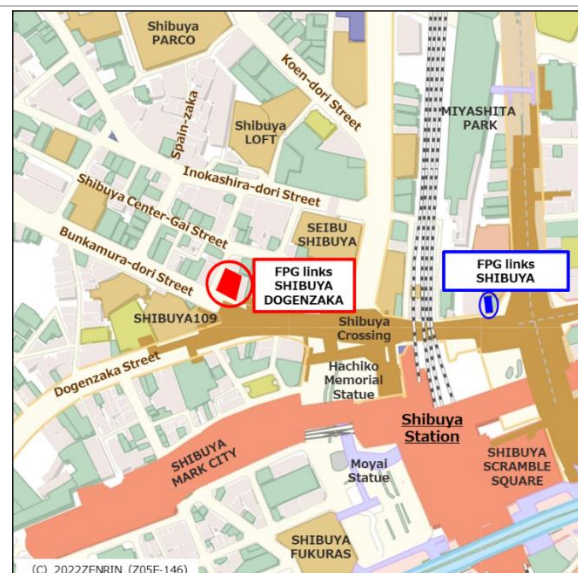 Shibuya
PARCO
Koen-dori Street
Spain-zaka
Shibuya
LOFT
MIYASHITA
PARK
Inokashira-dori Street
Shibuya Center-Gai Street
Bunkamura-dori Street
SEIBU
SHIBUYA
FPG links
SHIBUYA
DOGENZAKA
FPG links
SHIBUYA
SHIBUYA109
Shibuya
Crossing
Dogenzaka Street
Hachiko
Memorial
Statue
Shibuya
Station
SHIBUYA
MARK CITY
Moyai
Statue
SHIBUYA
SCRAMBLE
SQUARE
SHIBUYA
FUKURAS
(C) 2022ZENRIN (Z05E-146)